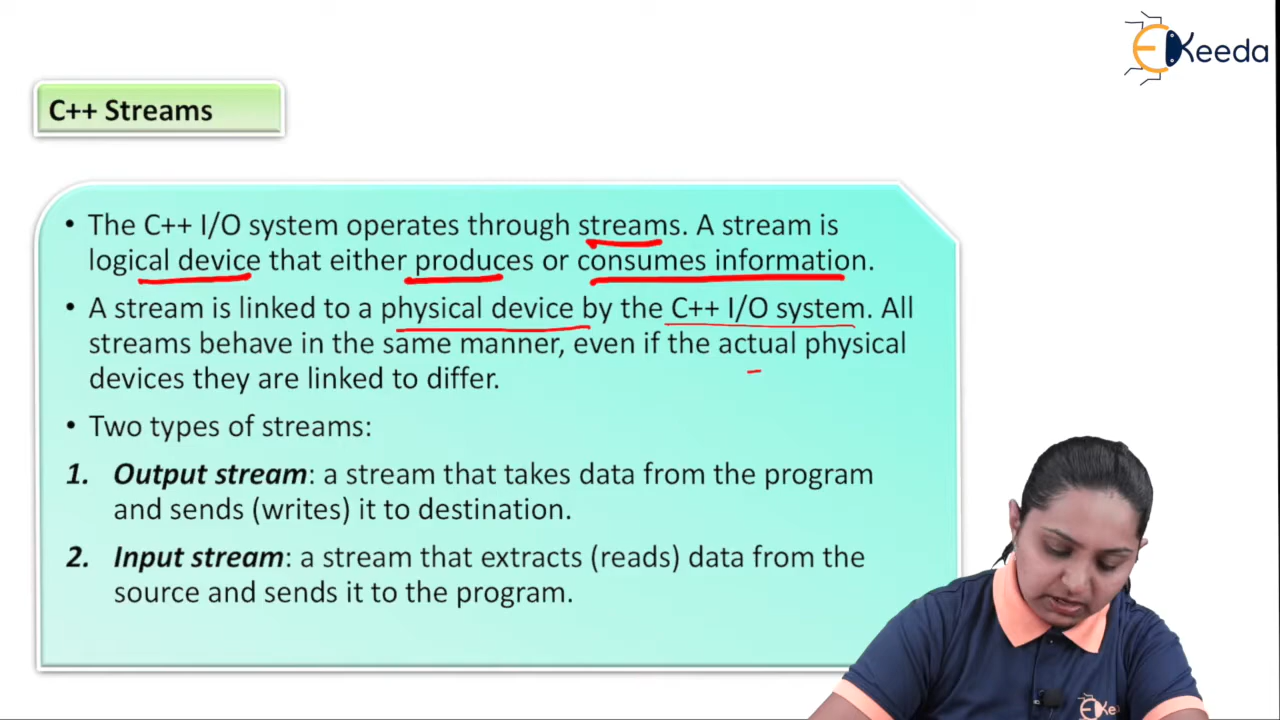 EKeeda
C++ Streams
• The C++ I/O system operates through streams. A stream is
logical device that either produces or consumes information.
• A stream is linked to a physical device by the C++ I/O system. All
streams behave in the same manner, even if the actual physical
devices they are linked to differ.
• Two types of streams:
1. Output stream: a stream that takes data from the program
and sends (writes) it to destination.
2. Input stream: a stream that extracts (reads) data from the
source and sends it to the program.
EKe